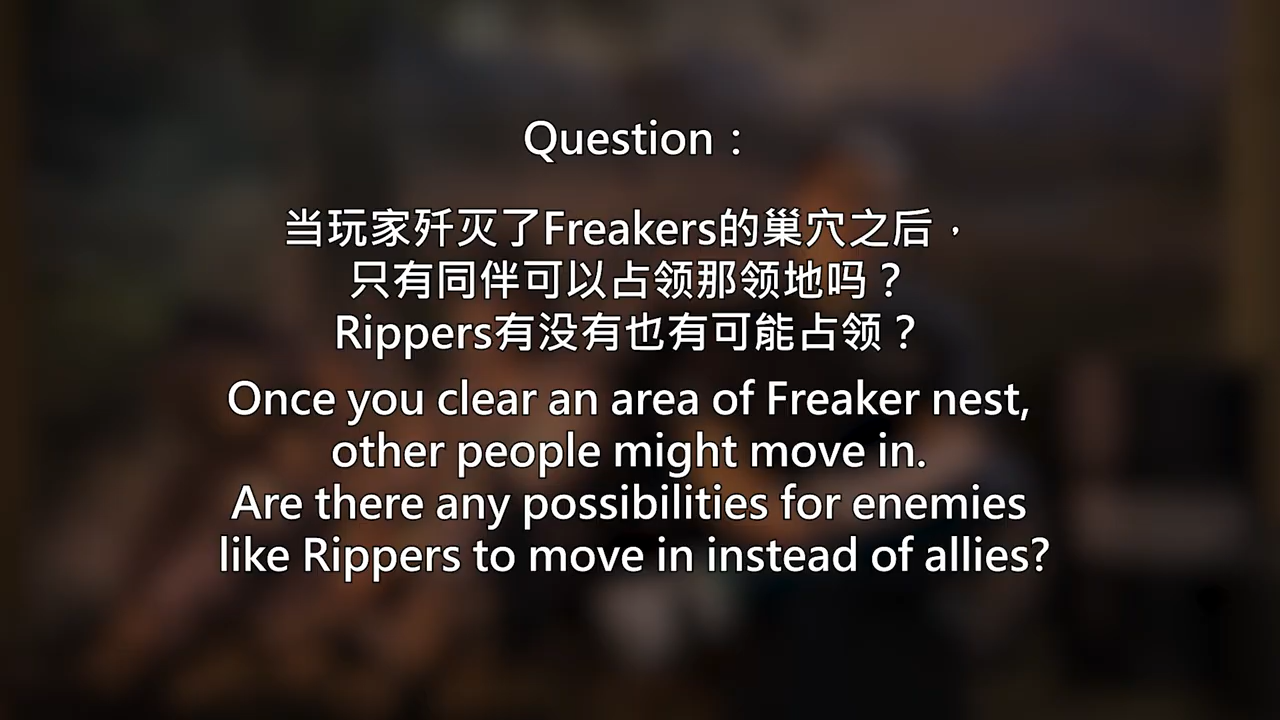 Question：
当玩家歼灭了Freakers的巢穴之后，
只有同伴可以占领那领地吗？
Rippers有没有也有可能占领？
Once you clear an area of Freaker nest,
other people might move in.
Are there any possibilities for enemies
like Rippers to move in instead of allies?